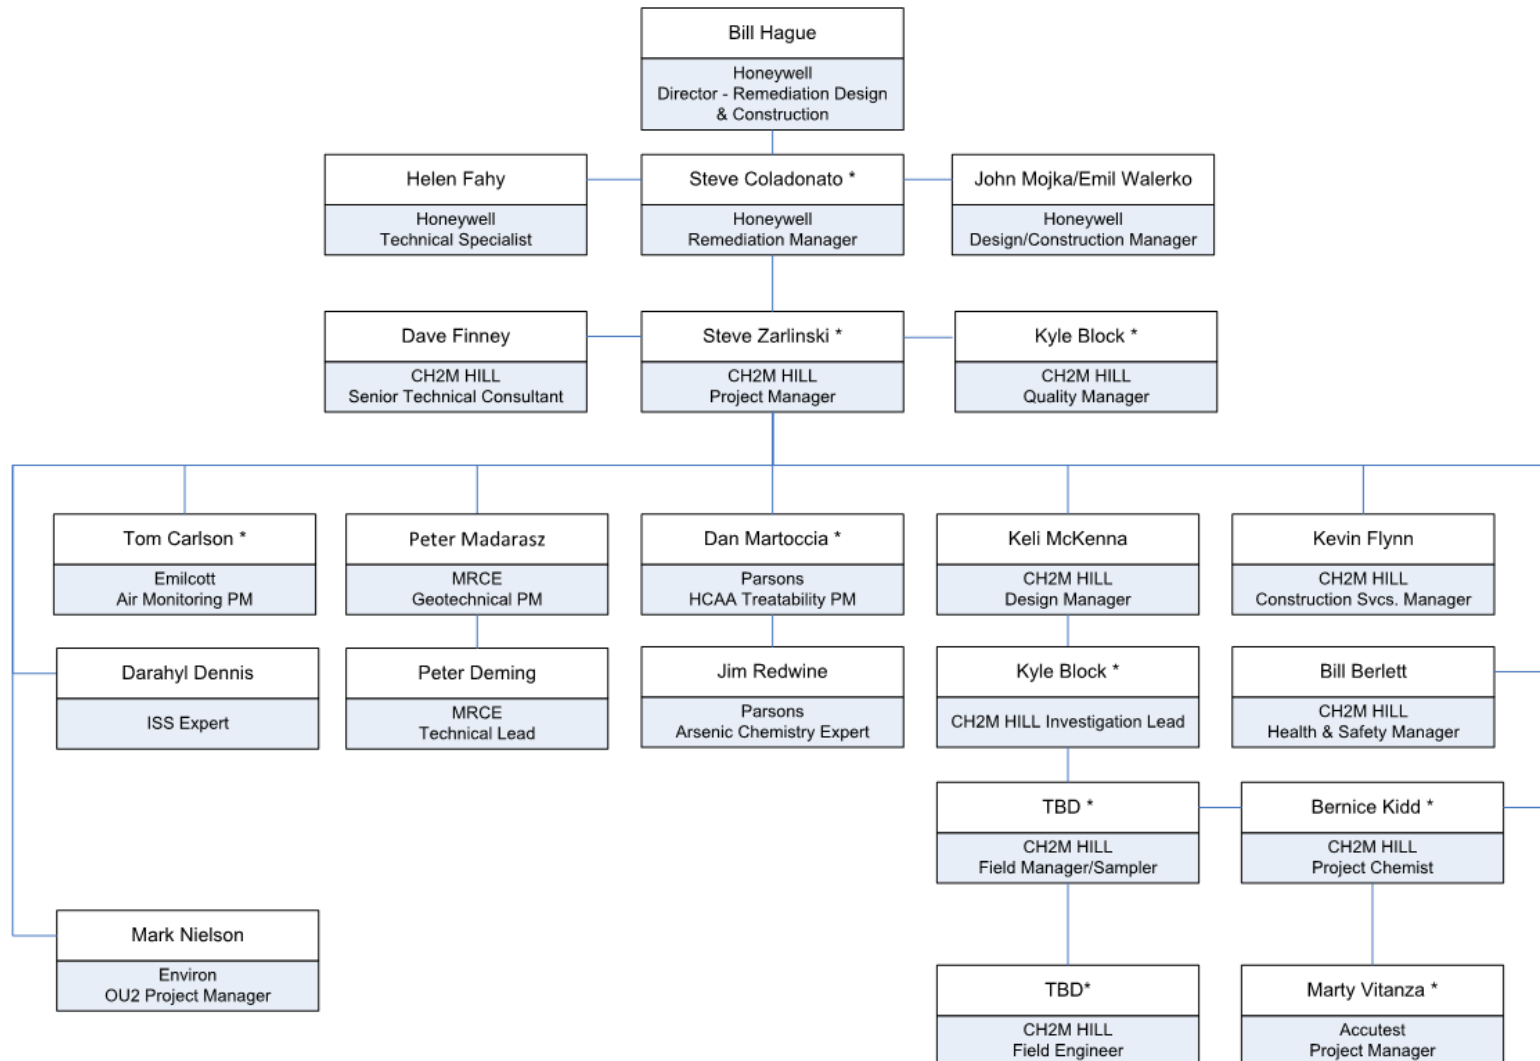 Bill Hague
Honeywell
Director - Remediation Design
& Construction
Helen Fahy
Honeywell
Technical Specialist
Steve Coladonato *
Honeywell
Remediation Manager
John Mojka/Emil Walerko
Honeywell
Design/Construction Manager
Dave Finney
CH2M HILL
Senior Technical Consultant
Steve Zarlinski *
CH2M HILL
Project Manager
Kyle Block *
CH2M HILL
Quality Manager
Tom Carlson *
Emilcott
Air Monitoring PM
Peter Madarasz
MRCE
Geotechnical PM
Dan Martoccia *
Parsons
HCAA Treatability PM
Keli McKenna
CH2M HILL
Design Manager
Kevin Flynn
CH2M HILL
Construction Svcs. Manager
Darahyl Dennis
ISS Expert
Peter Deming
MRCE
Technical Lead
Jim Redwine
Parsons
Arsenic Chemistry Expert
Kyle Block *
CH2M HILL Investigation Lead
Bill Berlett
CH2M HILL
Health & Safety Manager
TBD *
CH2M HILL
Field Manager/Sampler
Bernice Kidd *
CH2M HILL
Project Chemist
Mark Nielson
Environ
OU2 Project Manager
TBD*
CH2M HILL
Field Engineer
Marty Vitanza *
Accutest
Project Manager